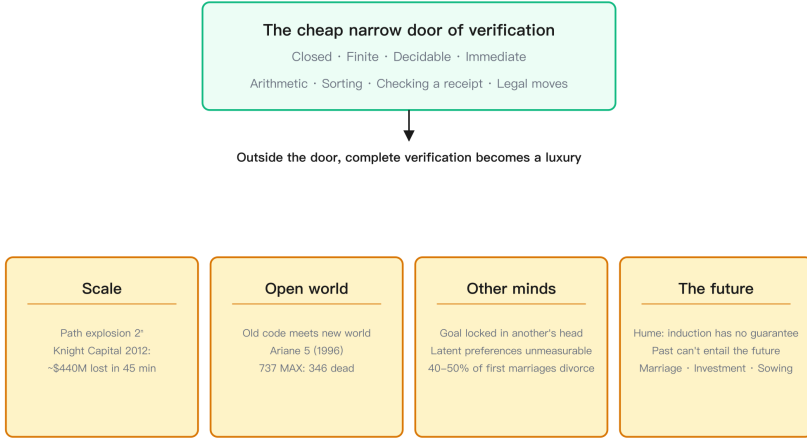 The cheap narrow door of verification
Closed · Finite · Decidable · Immediate
Arithmetic · Sorting · Checking a receipt · Legal moves
Outside the door, complete verification becomes a luxury
Scale
Path explosion 2ⁿ
Knight Capital 2012:
~$440M lost in 45 min
Open world
Old code meets new world
Ariane 5 (1996)
737 MAX: 346 dead
Other minds
Goal locked in another's head
Latent preferences unmeasurable
40–50% of first marriages divorce
The future
Hume: induction has no guarantee
Past can't entail the future
Marriage · Investment · Sowing